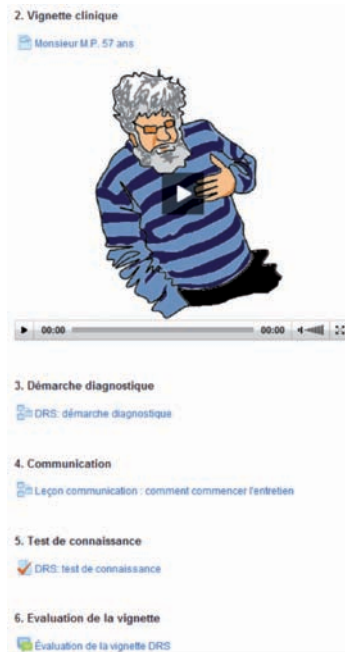 2. Vignette clinique
Monsieur M.P. 57 ans
00:00 00:00
3. Démarche diagnostique
DRS: démarche diagnostique
4. Communication
Leçon communication : comment commencer l'entretien
5. Test de connaissance
DRS: test de connaissance
6. Evaluation de la vignette
Évaluation de la vignette DRS